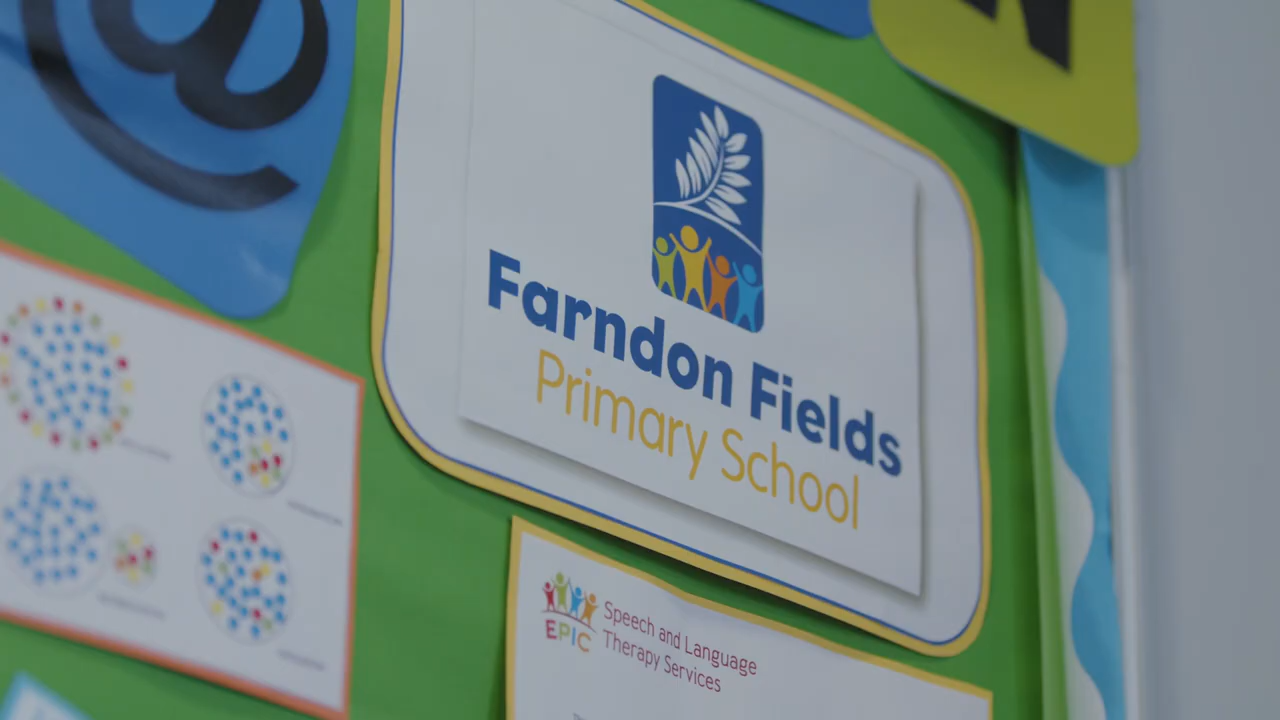 @
Farndon Fields
Primary School
EPIC
Speech and Language
Therapy Services